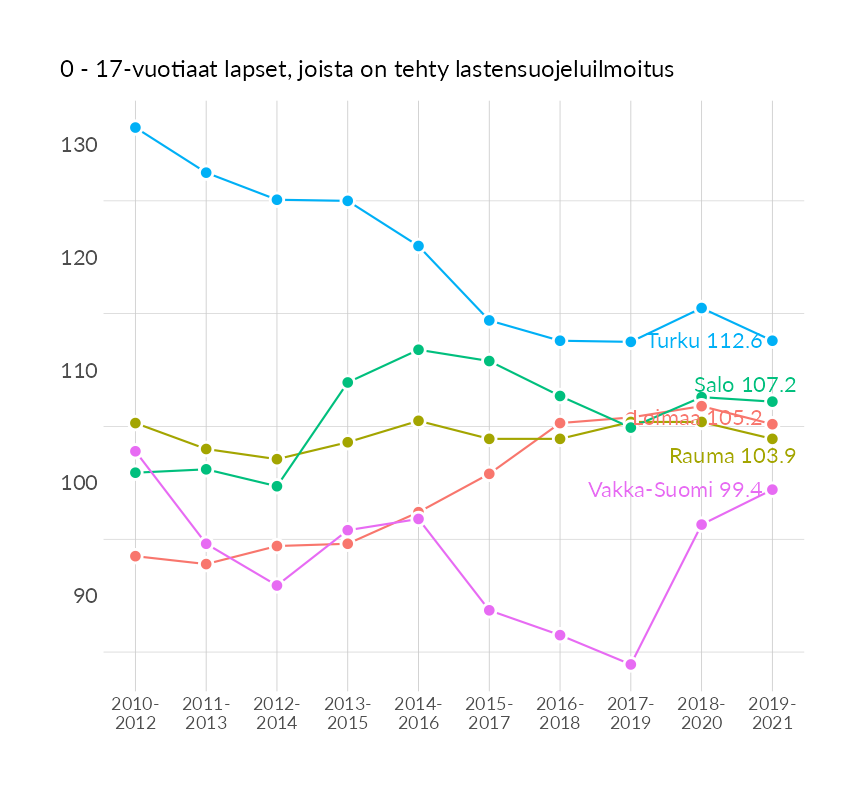 0 - 17-vuotiaat lapset, joista on tehty lastensuojeluilmoitus
130
120
110
100
90
Turku 112.6
Salo 107.2
Loimaa 105.2
Rauma 103.9
Vakka-Suomi 99.4
2010-2012
2011-2013
2012-2014
2013-2015
2014-2016
2015-2017
2016-2018
2017-2019
2018-2020
2019-2021